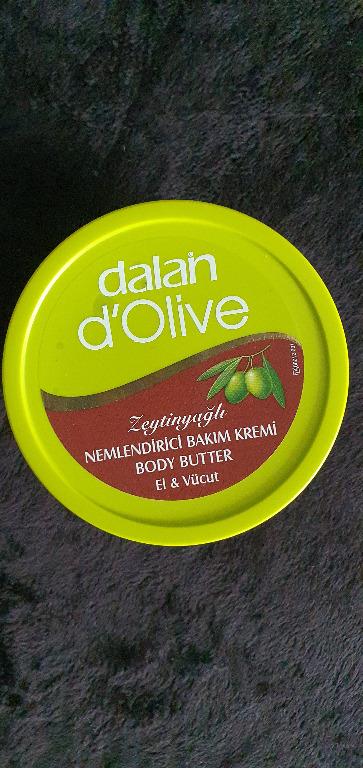 dalan
d'Olive
Zeytinyağlı
NEMLENDİRİCİ BAKIM KREMİ
BODY BUTTER
El & Vücut